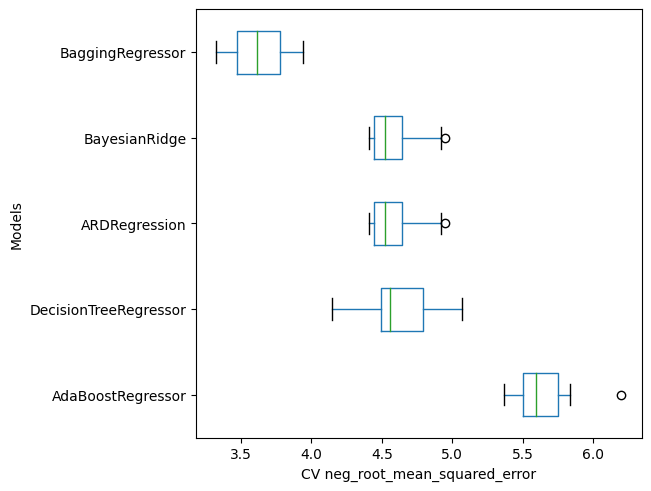 BaggingRegressor
BayesianRidge
ARDRegression
DecisionTreeRegressor
AdaBoostRegressor
Models
3.5 4.0 4.5 5.0 5.5 6.0
CV neg_root_mean_squared_error